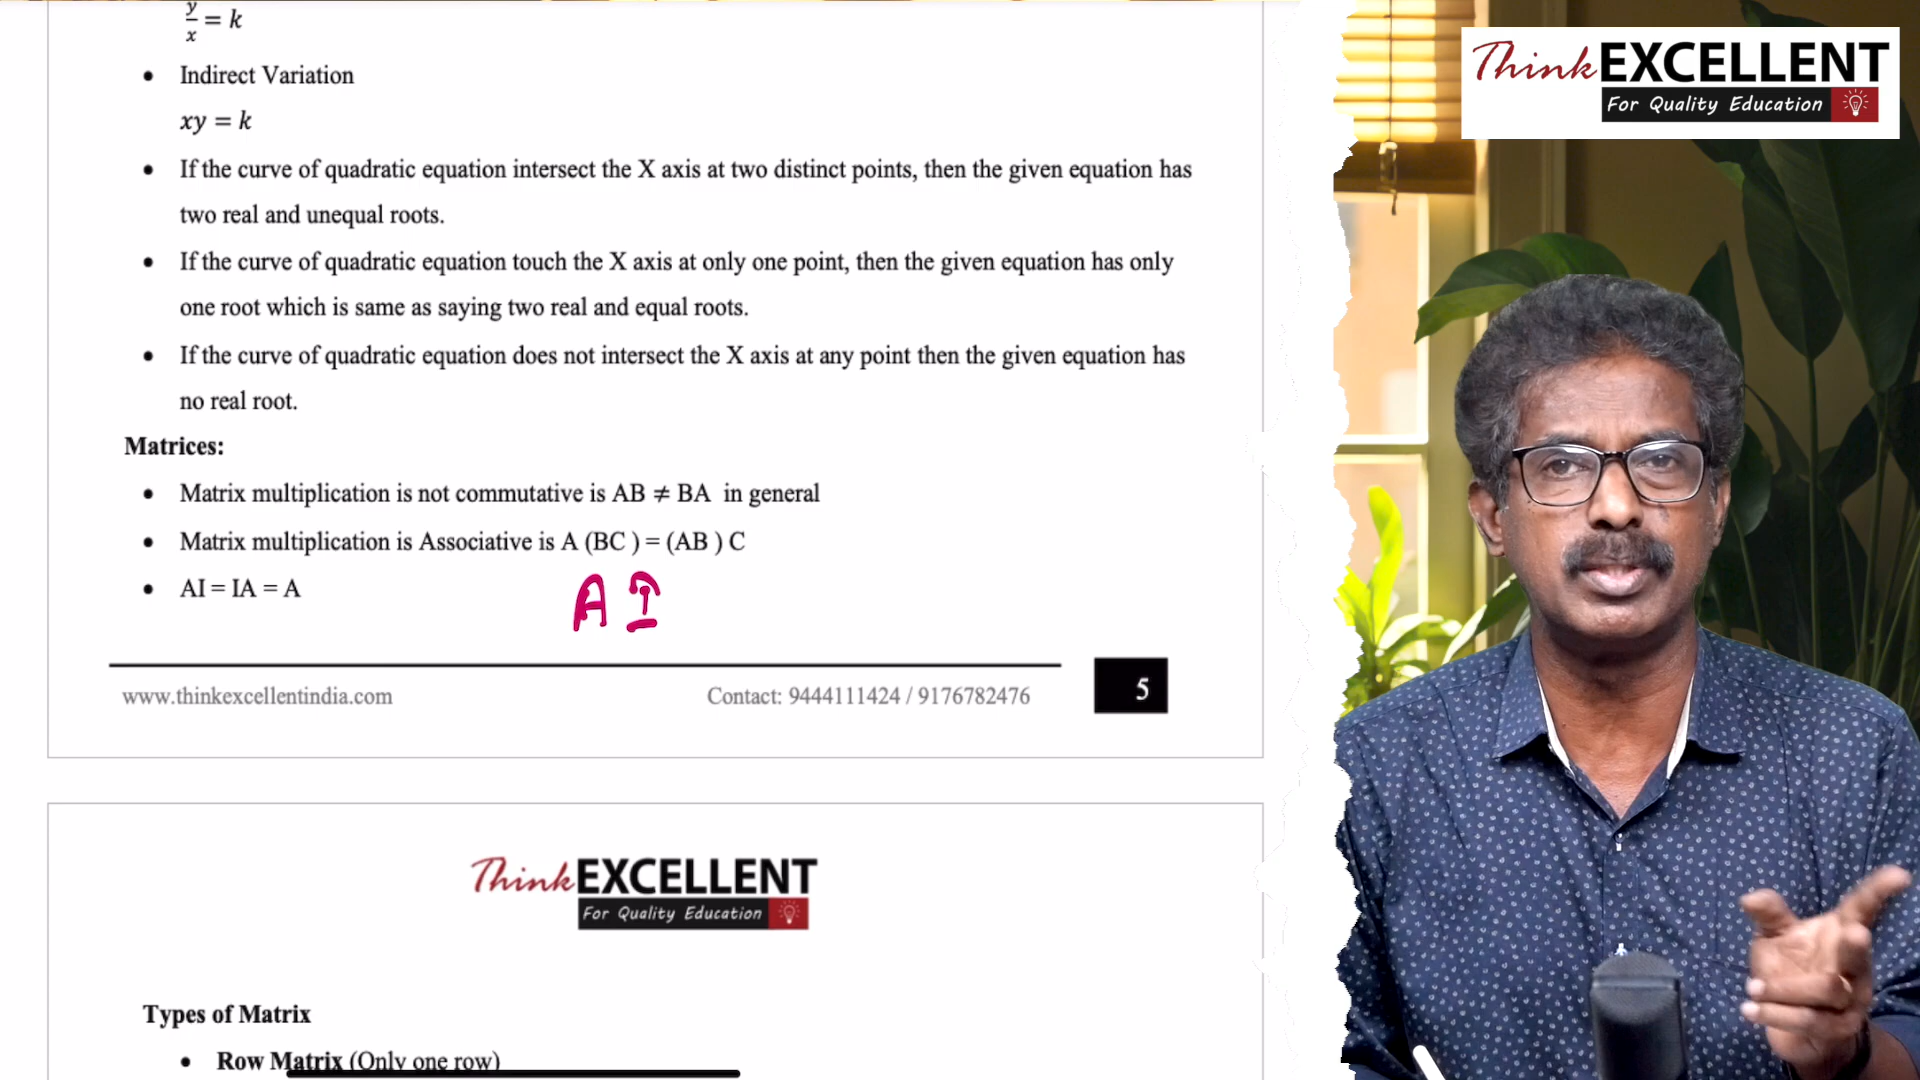 y/x = k
Think EXCELLENT
For Quality Education
• Indirect Variation
xy = k
• If the curve of quadratic equation intersect the X axis at two distinct points, then the given equation has
two real and unequal roots.
• If the curve of quadratic equation touch the X axis at only one point, then the given equation has only
one root which is same as saying two real and equal roots.
• If the curve of quadratic equation does not intersect the X axis at any point then the given equation has
no real root.
Matrices:
• Matrix multiplication is not commutative is AB ≠ BA in general
• Matrix multiplication is Associative is A (BC ) = (AB ) C
• AI = IA = A
A I
www.thinkexcellentindia.com Contact: 9444111424 / 9176782476 5
Think EXCELLENT
For Quality Education
Types of Matrix
• Row Matrix (Only one row)